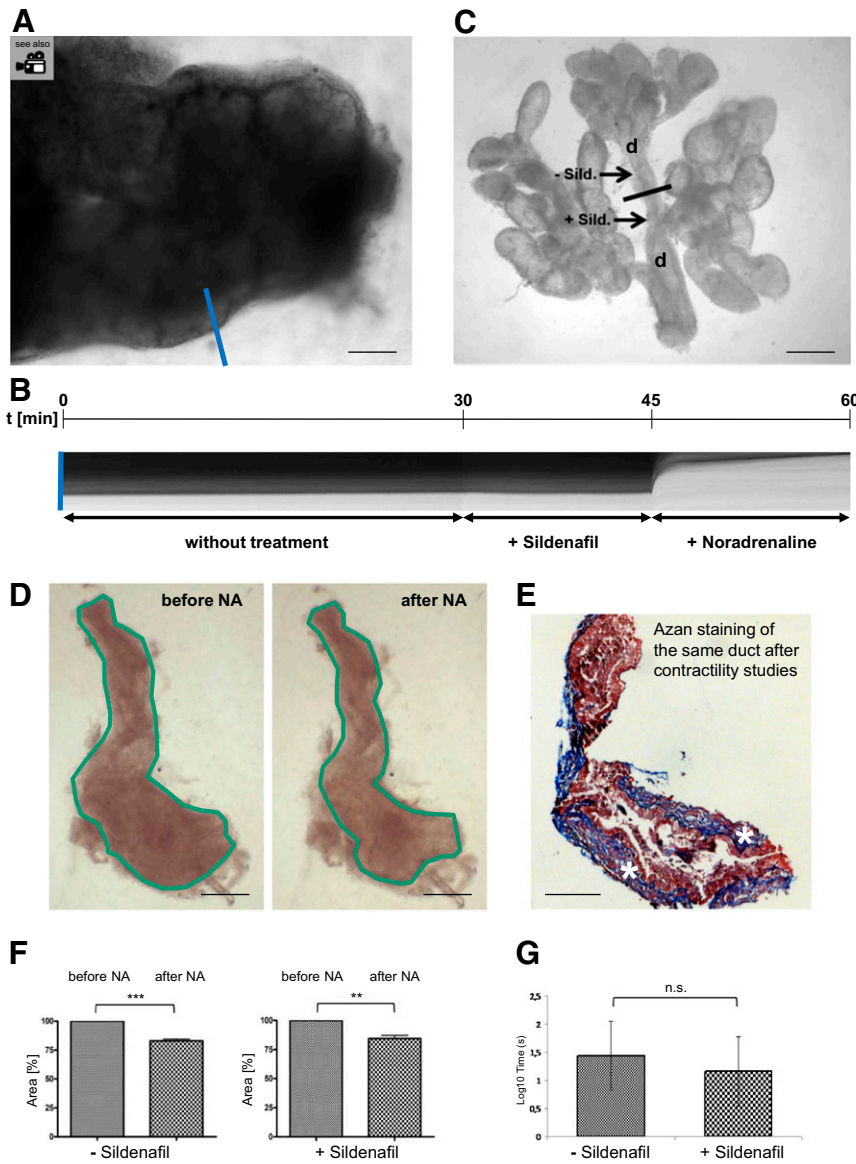 A
see also
C
d
- Sild.
+ Sild.
d
B
0 30 45 60
t [min]
without treatment
+ Sildenafil
+ Noradrenaline
D
before NA
after NA
E
Azan staining of
the same duct after
contractility studies
*
*
F
before NA after NA
***
Area [%]
100
75
50
25
0
- Sildenafil
before NA after NA
**
Area [%]
100
75
50
25
0
+ Sildenafil
G
n.s.
Log10 Time (s)
2,5
2
1,5
1
0,5
0
- Sildenafil
+ Sildenafil